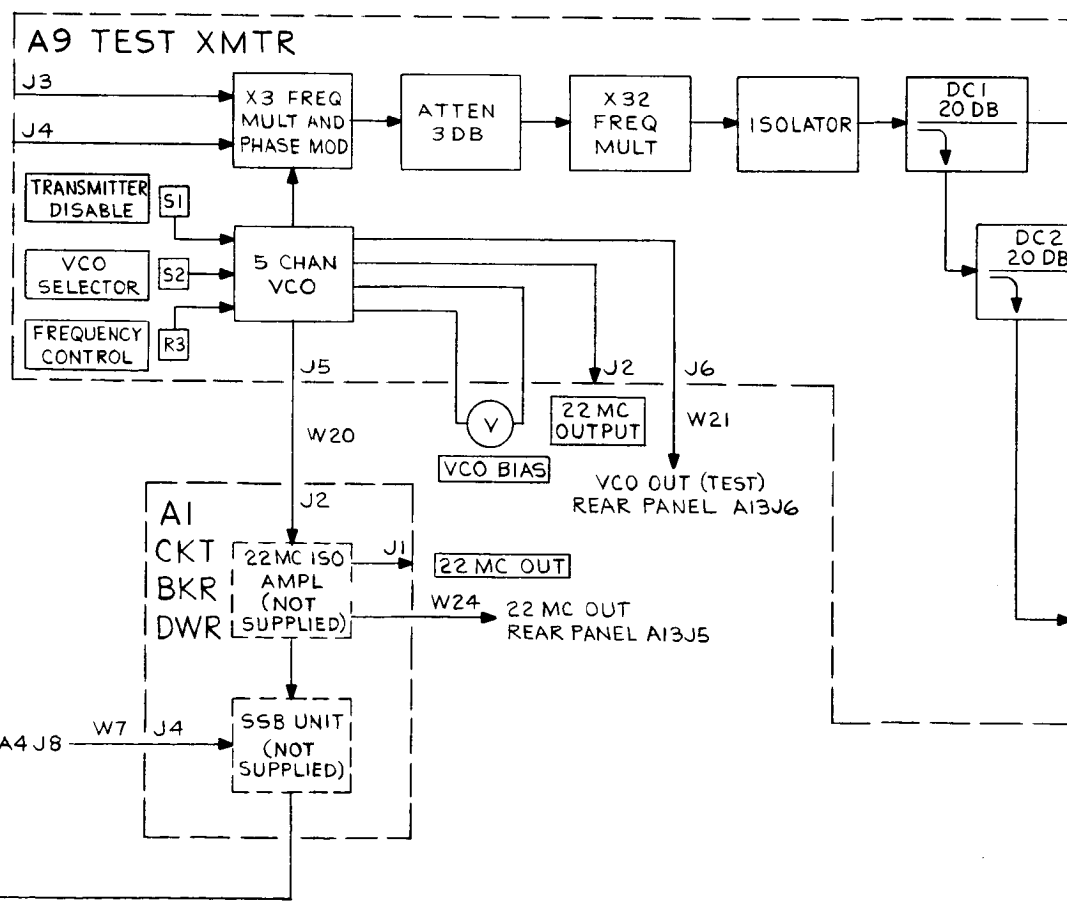 A9 TEST XMTR
J3
J4
X3 FREQ
MULT AND
PHASE MOD
ATTEN
3DB
X32
FREQ
MULT
ISOLATOR
DC1
20 DB
TRANSMITTER
DISABLE
S1
VCO
SELECTOR
S2
FREQUENCY
CONTROL
R3
5 CHAN
VCO
DC2
20 DB
J5
J2
J6
W20
V
VCO BIAS
22 MC
OUTPUT
W21
VCO OUT (TEST)
REAR PANEL A13J6
A1
CKT
BKR
DWR
J2
22MC ISO
AMPL
(NOT
SUPPLIED)
J1
22 MC OUT
W24
22 MC OUT
REAR PANEL A13J5
A4 J8
W7
J4
SSB UNIT
(NOT
SUPPLIED)